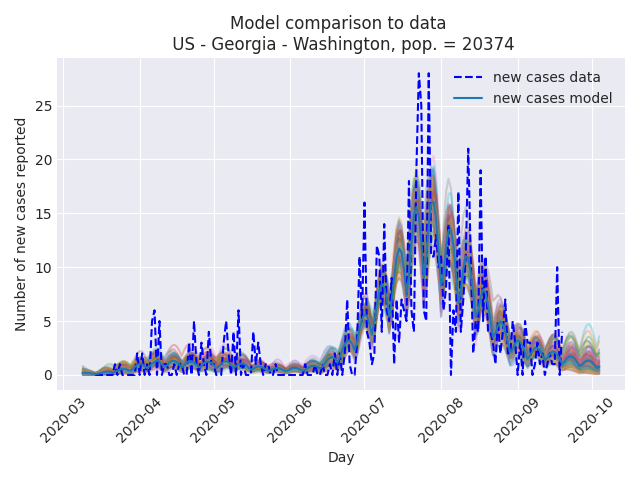 Model comparison to data
US - Georgia - Washington, pop. = 20374
new cases data
new cases model
Number of new cases reported
25
20
15
10
5
0
2020-03
2020-04
2020-05
2020-06
2020-07
2020-08
2020-09
2020-10
Day